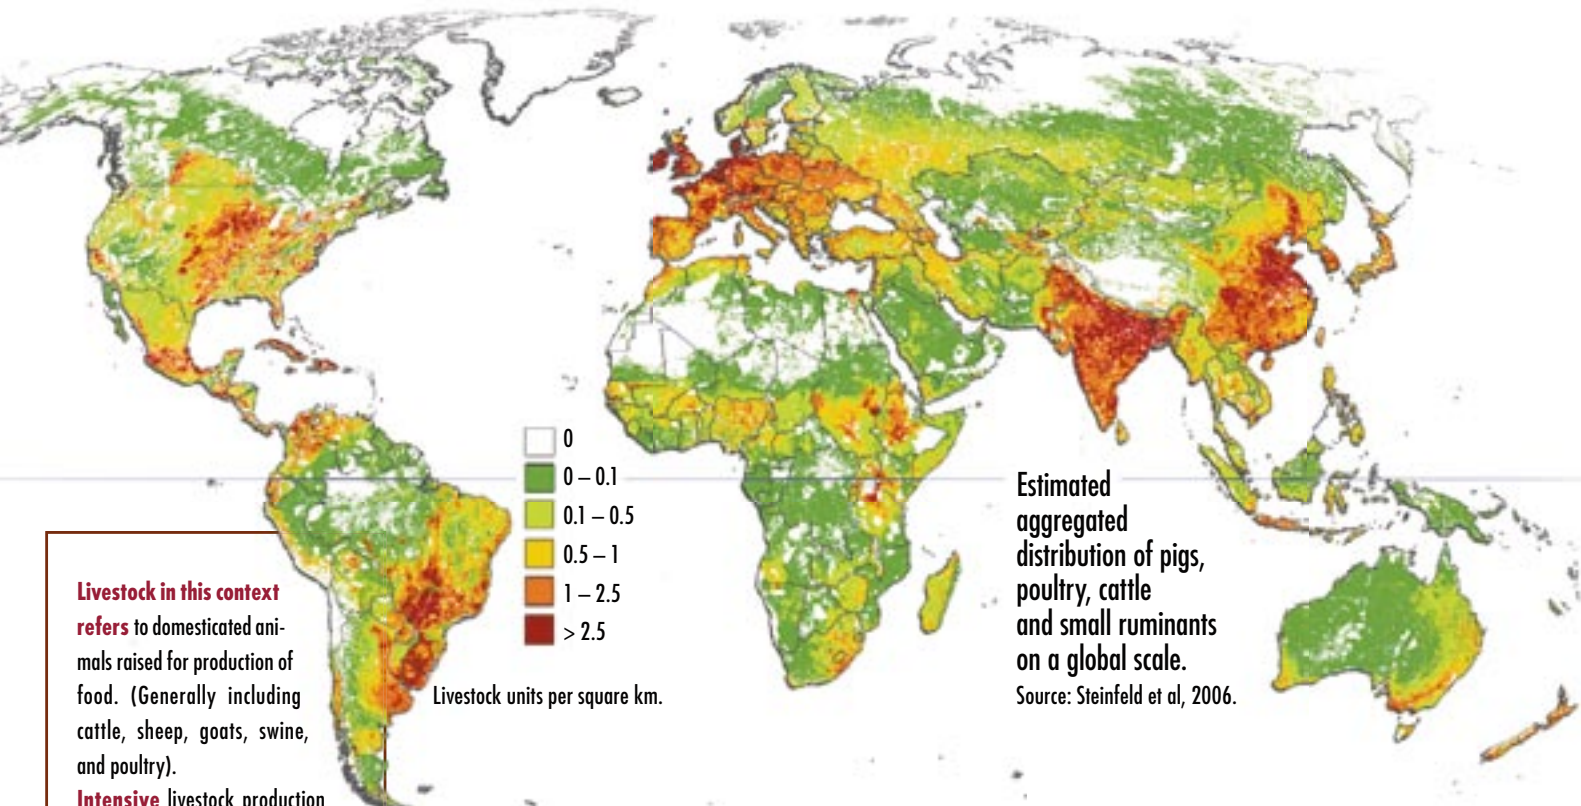 0
0 – 0.1
0.1 – 0.5
0.5 – 1
1 – 2.5
> 2.5
Livestock units per square km.
Estimated
aggregated
distribution of pigs,
poultry, cattle
and small ruminants
on a global scale.
Source: Steinfeld et al, 2006.
Livestock in this context
refers to domesticated ani-
mals raised for production of
food. (Generally including
cattle, sheep, goats, swine,
and poultry).
Intensive livestock production